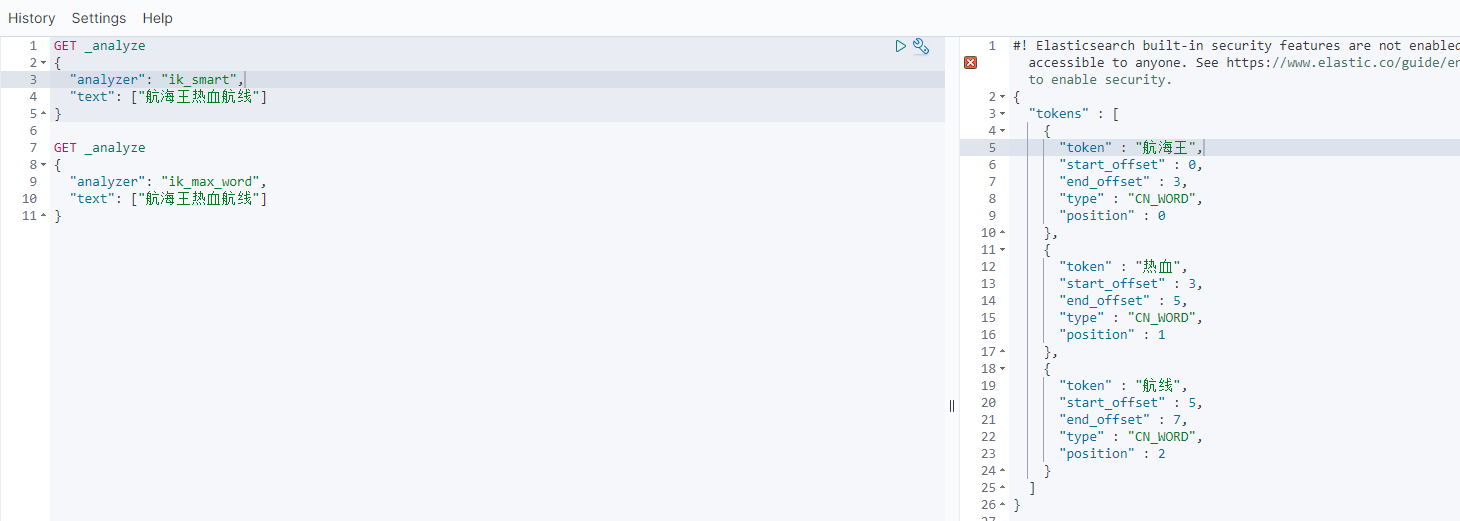 History Settings Help
1 GET _analyze
2 {
3 "analyzer": "ik_smart",
4 "text": ["航海王热血航线"]
5 }
6
7 GET _analyze
8 {
9 "analyzer": "ik_max_word",
10 "text": ["航海王热血航线"]
11 }
1 #! Elasticsearch built-in security features are not enabled
accessible to anyone. See https://www.elastic.co/guide/en
to enable security.
2 {
3 "tokens" : [
4 {
5 "token" : "航海王",
6 "start_offset" : 0,
7 "end_offset" : 3,
8 "type" : "CN_WORD",
9 "position" : 0
10 },
11 {
12 "token" : "热血",
13 "start_offset" : 3,
14 "end_offset" : 5,
15 "type" : "CN_WORD",
16 "position" : 1
17 },
18 {
19 "token" : "航线",
20 "start_offset" : 5,
21 "end_offset" : 7,
22 "type" : "CN_WORD",
23 "position" : 2
24 }
25 ]
26 }